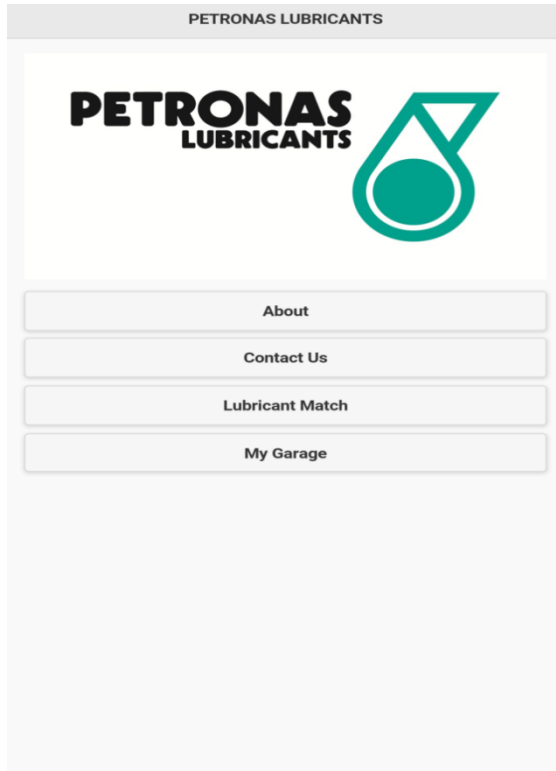 PETRONAS LUBRICANTS
PETRONAS
LUBRICANTS
About
Contact Us
Lubricant Match
My Garage